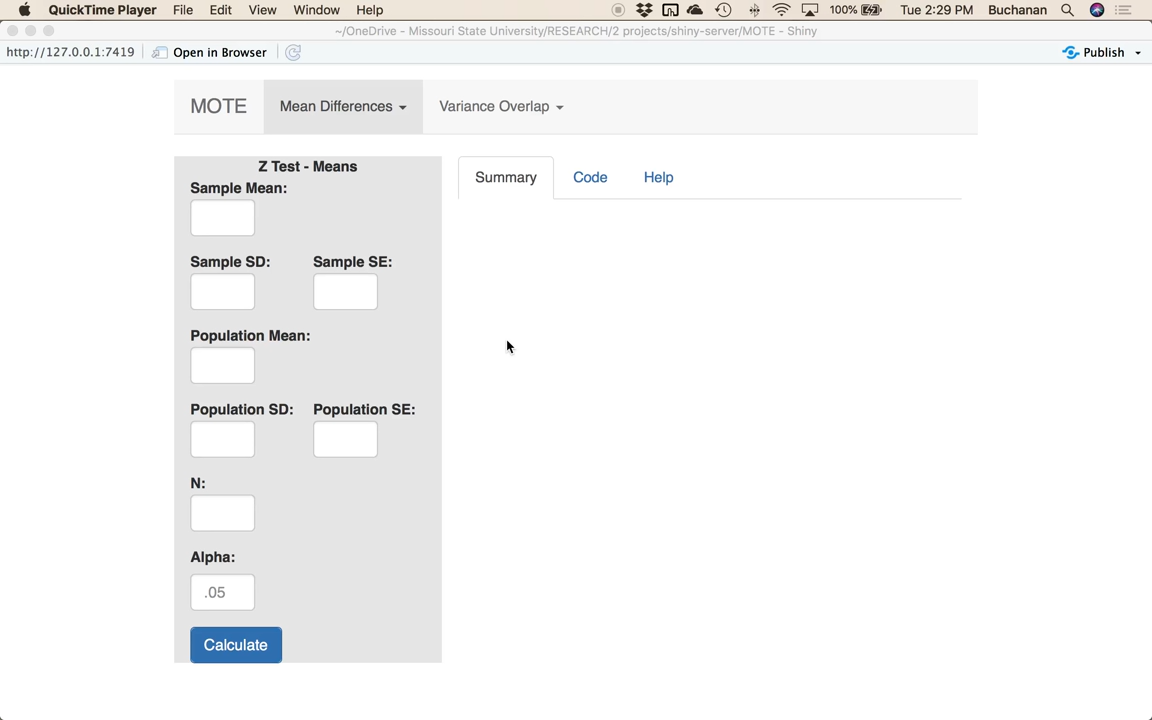 QuickTime Player File Edit View Window Help 100% Tue 2:29 PM Buchanan
~/OneDrive - Missouri State University/RESEARCH/2 projects/shiny-server/MOTE - Shiny
http://127.0.0.1:7419 Open in Browser Publish
MOTE Mean Differences Variance Overlap
Z Test - Means
Summary Code Help
Sample Mean:
Sample SD: Sample SE:
Population Mean:
Population SD: Population SE:
N:
Alpha:
.05
Calculate